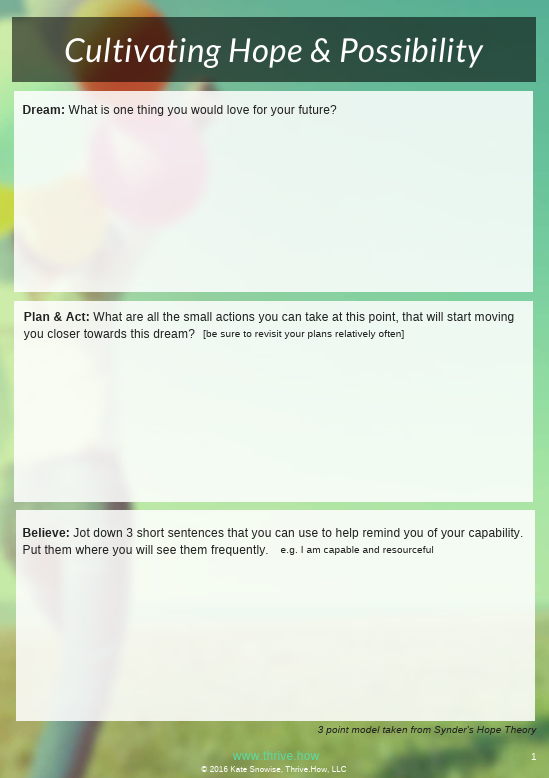 Cultivating Hope & Possibility
Dream: What is one thing you would love for your future?
Plan & Act: What are all the small actions you can take at this point, that will start moving
you closer towards this dream? [be sure to revisit your plans relatively often]
Believe: Jot down 3 short sentences that you can use to help remind you of your capability.
Put them where you will see them frequently. e.g. I am capable and resourceful
3 point model taken from Synder's Hope Theory
www.thrive.how
1
© 2016 Kate Snowise, Thrive.How, LLC